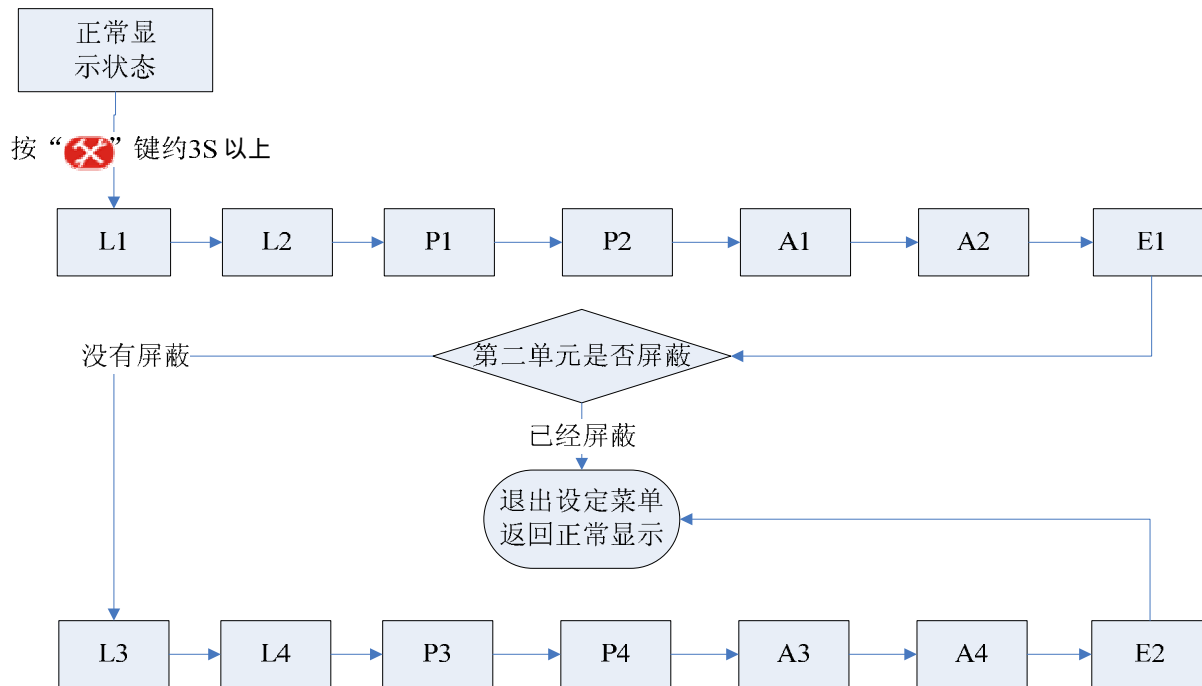 正常显
示状态
按“ ”键约3S 以上
L1
L2
P1
P2
A1
A2
E1
没有屏蔽
第二单元是否屏蔽
已经屏蔽
退出设定菜单
返回正常显示
L3
L4
P3
P4
A3
A4
E2